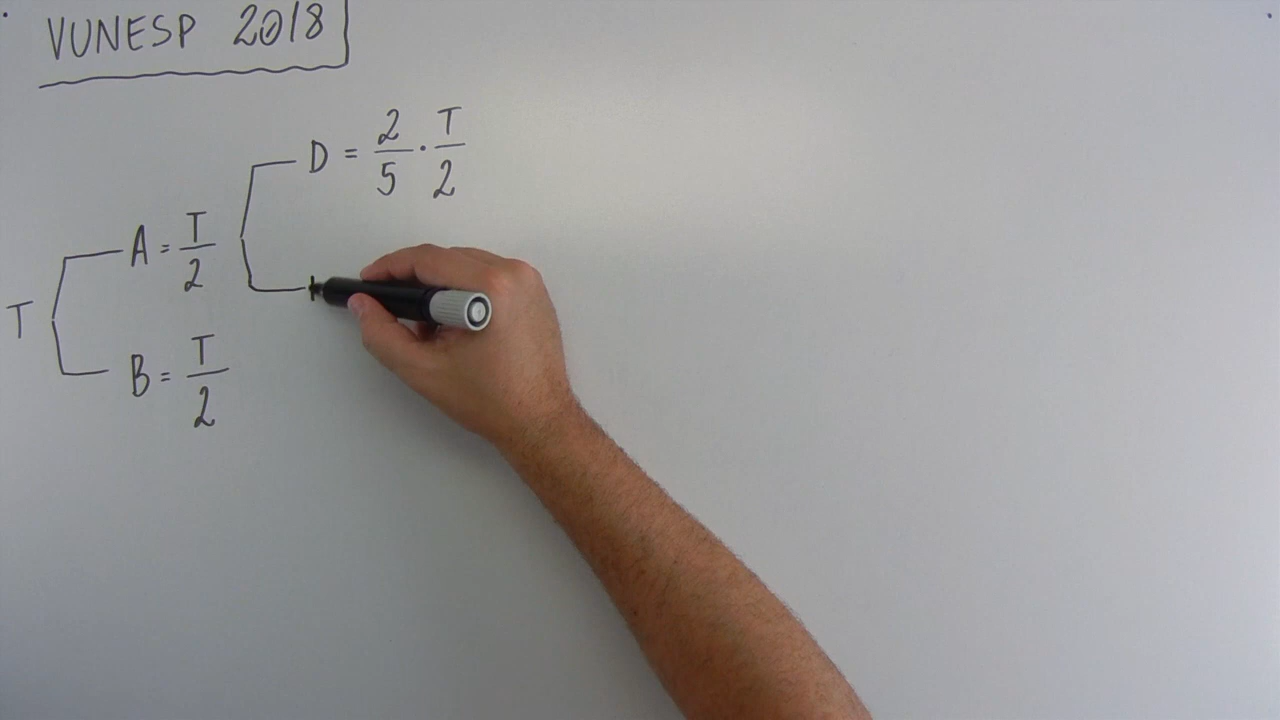 VUNESP 2018
D = 2/5 · T/2
A = T/2
T
B = T/2